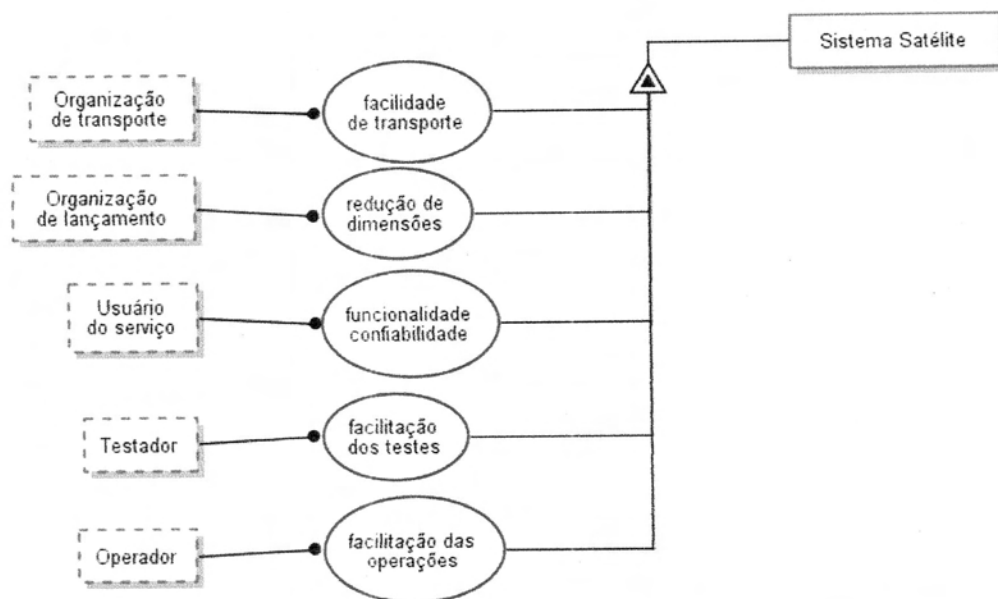 Sistema Satélite
Organização
de transporte
facilidade
de transporte
Organização
de lançamento
redução de
dimensões
Usuário
do serviço
funcionalidade
confiabilidade
Testador
facilitação
dos testes
Operador
facilitação das
operações